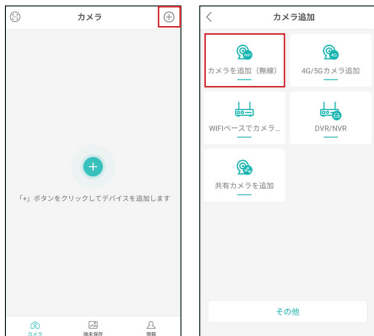 カメラ
「+」ボタンをクリックしてデバイスを追加します
カメラ
端末保存
情報
カメラ追加
カメラを追加（無線）
4G/5Gカメラ追加
WIFIベースでカメラ...
DVR/NVR
共有カメラを追加
その他